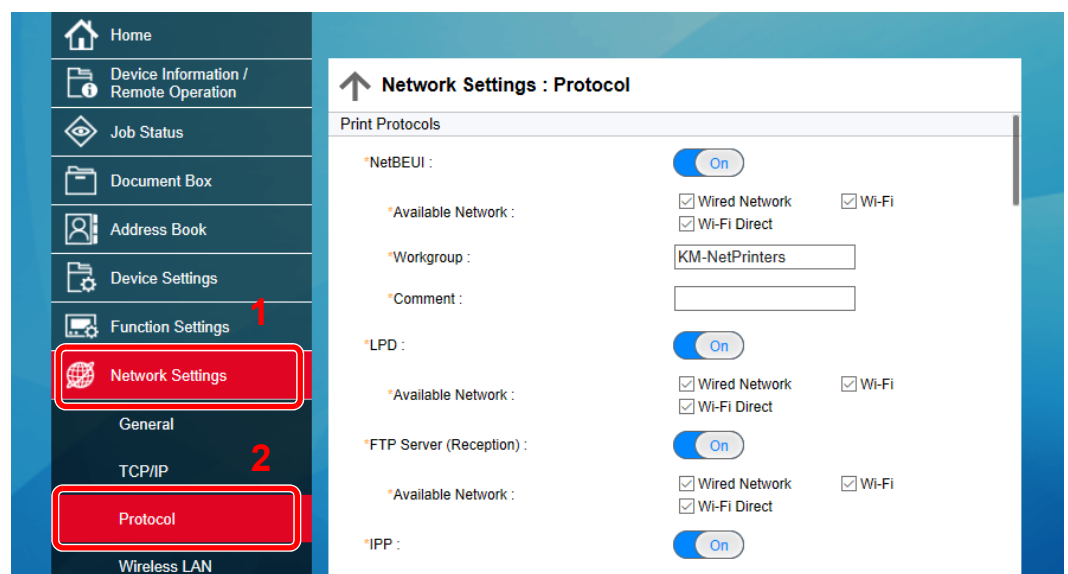 Home
Device Information /
Remote Operation
Job Status
Document Box
Address Book
Device Settings
1
Function Settings
Network Settings
General
2
TCP/IP
Protocol
Wireless LAN
Network Settings : Protocol
Print Protocols
*NetBEUI : On
*Available Network : Wired Network Wi-Fi
Wi-Fi Direct
*Workgroup : KM-NetPrinters
*Comment :
*LPD : On
*Available Network : Wired Network Wi-Fi
Wi-Fi Direct
*FTP Server (Reception) : On
*Available Network : Wired Network Wi-Fi
Wi-Fi Direct
*IPP : On